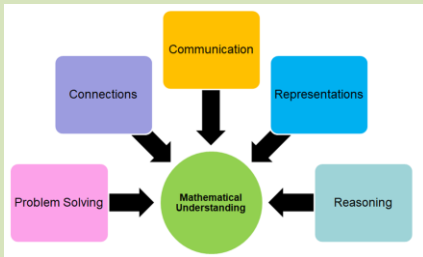 Communication
Connections
Representations
Problem Solving
Mathematical
Understanding
Reasoning